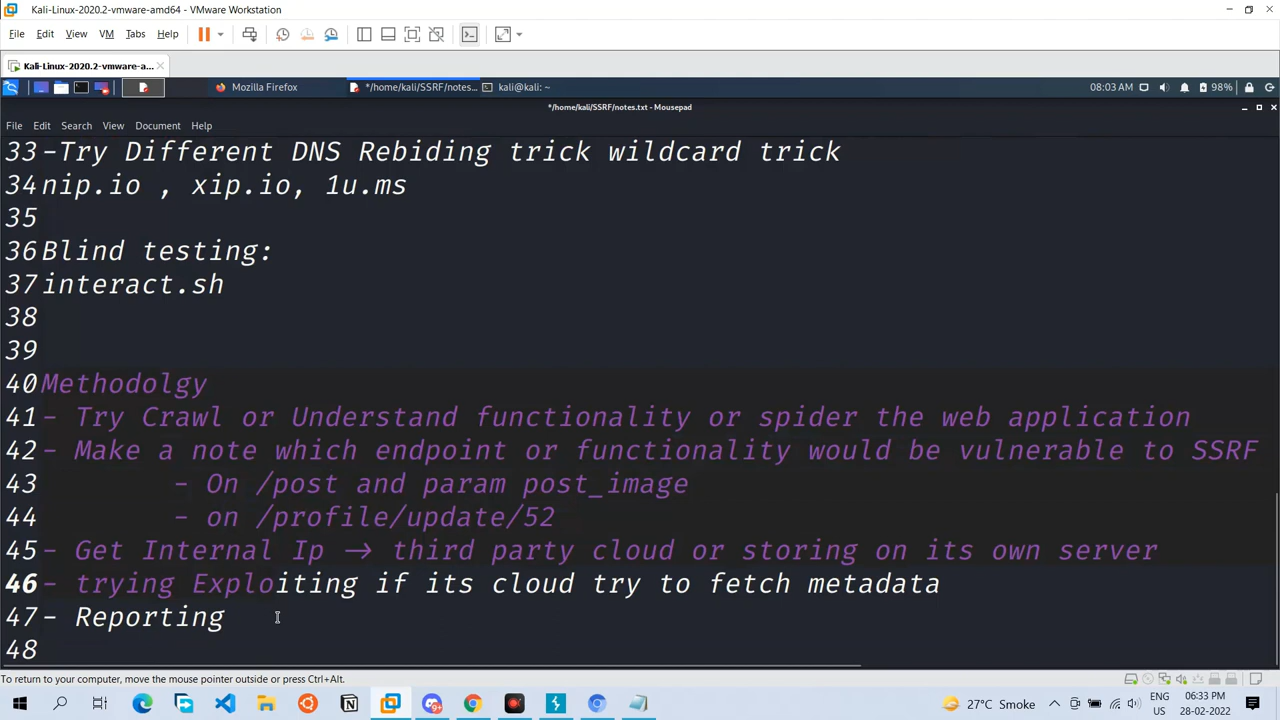 Kali-Linux-2020.2-vmware-amd64 - VMware Workstation
File Edit View VM Tabs Help
Kali-Linux-2020.2-vmware-a...
Mozilla Firefox */home/kali/SSRF/notes... kali@kali: ~ 08:03 AM 98%
*/home/kali/SSRF/notes.txt - Mousepad
File Edit Search View Document Help
33 -Try Different DNS Rebiding trick wildcard trick
34 nip.io , xip.io, 1u.ms
35
36 Blind testing:
37 interact.sh
38
39
40 Methodolgy
41 - Try Crawl or Understand functionality or spider the web application
42 - Make a note which endpoint or functionality would be vulnerable to SSRF
43 - On /post and param post_image
44 - on /profile/update/52
45 - Get Internal Ip -> third party cloud or storing on its own server
46 - trying Exploiting if its cloud try to fetch metadata
47 - Reporting
48
To return to your computer, move the mouse pointer outside or press Ctrl+Alt.
27°C Smoke ENG US 06:33 PM 28-02-2022